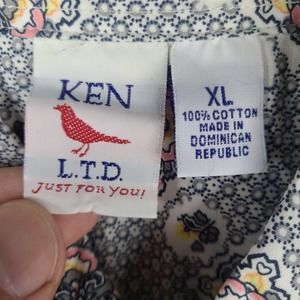 KEN
L.T.D.
JUST FOR YOU!
XL
100% COTTON
MADE IN
DOMINICAN
REPUBLIC